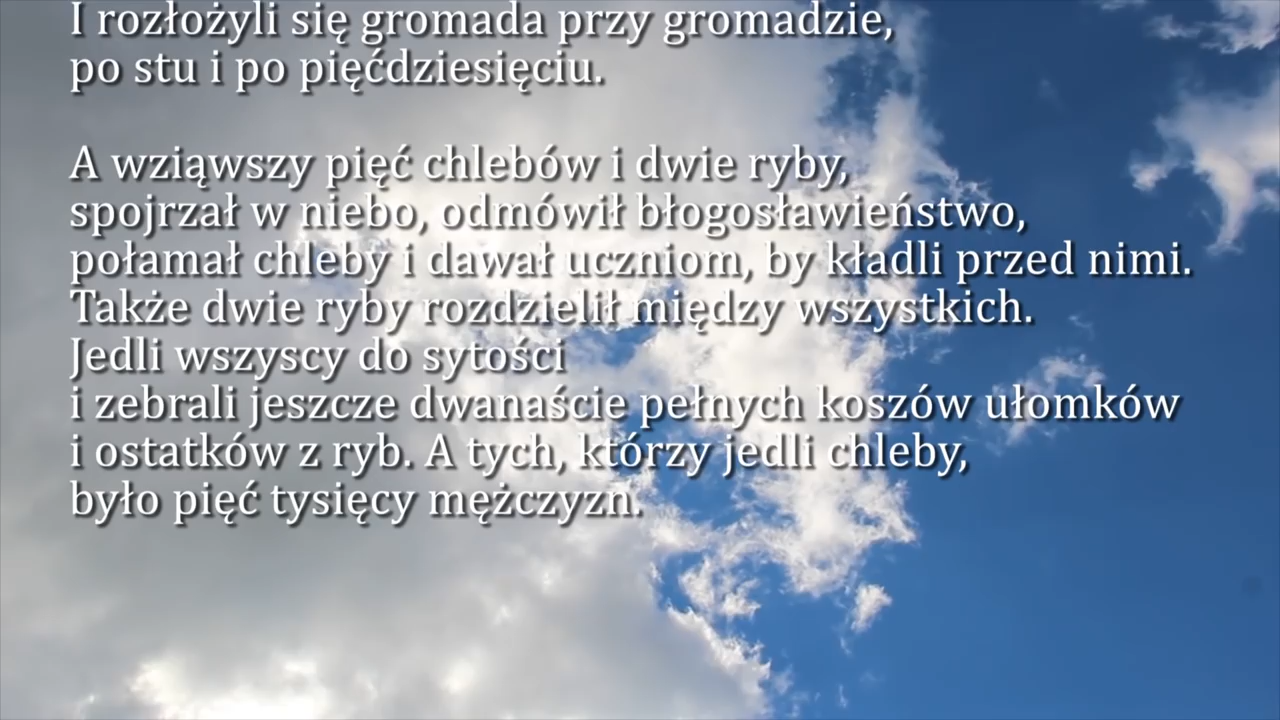 I rozłożyli się gromada przy gromadzie,
po stu i po pięćdziesięciu.
A wziąwszy pięć chlebów i dwie ryby,
spojrzał w niebo, odmówił błogosławieństwo,
połamał chleby i dawał uczniom, by kładli przed nimi.
Także dwie ryby rozdzielił między wszystkich.
Jedli wszyscy do sytości
i zebrali jeszcze dwanaście pełnych koszów ułomków
i ostatków z ryb. A tych, którzy jedli chleby,
było pięć tysięcy mężczyzn.